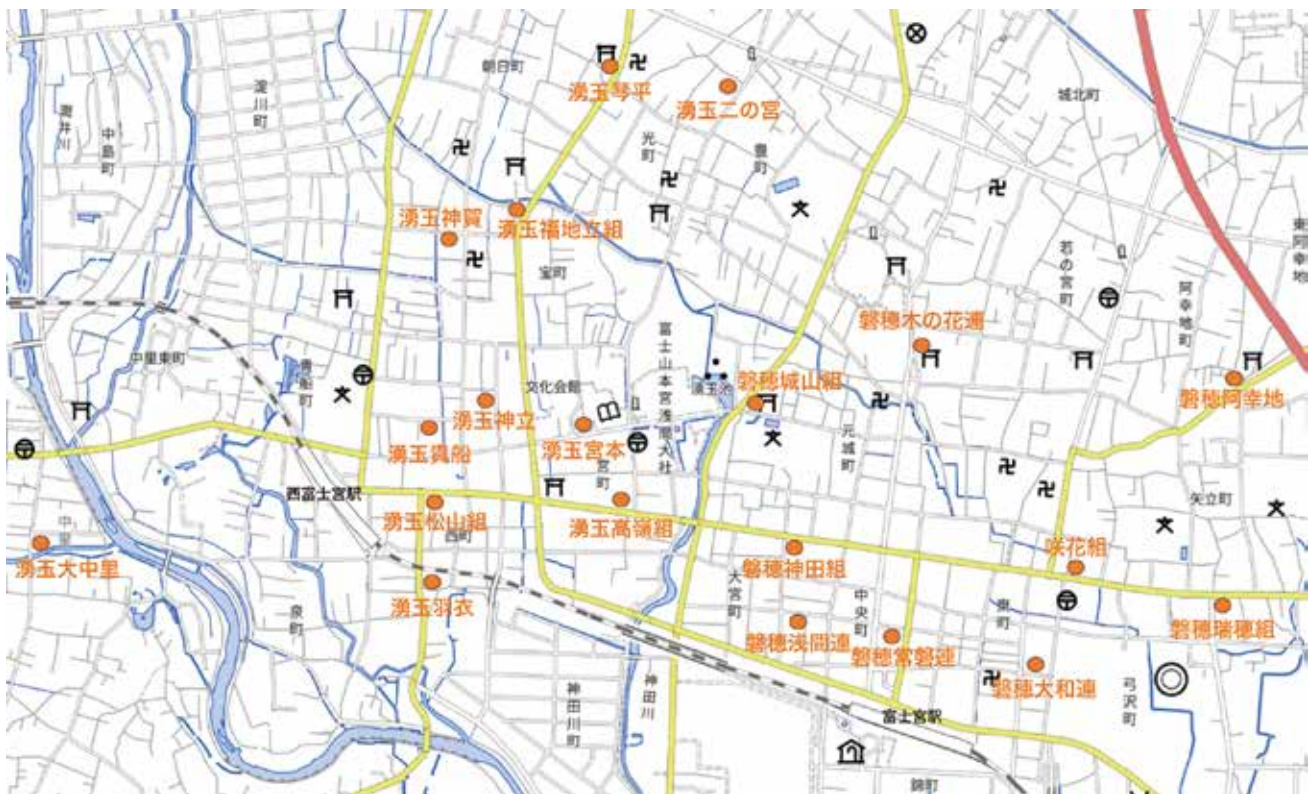 朝日町
湧玉琴平
湧玉二の宮
城北町
淀川町
潤井川
中島町
光町
豊町
東阿幸地
湧玉神賀
湧玉福地立組
宝町
若の宮町
阿幸地町
磐穂木の花連
中里東町
貴船町
文化会館
富士山本宮浅間大社
湧玉池
磐穂城山組
磐穂阿幸地
湧玉神立
湧玉貴船
湧玉宮本
宮町
元城町
西富士宮駅
湧玉松山組
湧玉高嶺組
矢立町
中里
西町
湧玉大中里
湧玉羽衣
磐穂神田組
咲花組
大宮町
中央町
東町
泉町
磐穂浅間連
磐穂常磐連
磐穂瑞穂組
磐穂大和連
神田川町
神田川
弓沢町
富士宮駅
錦町